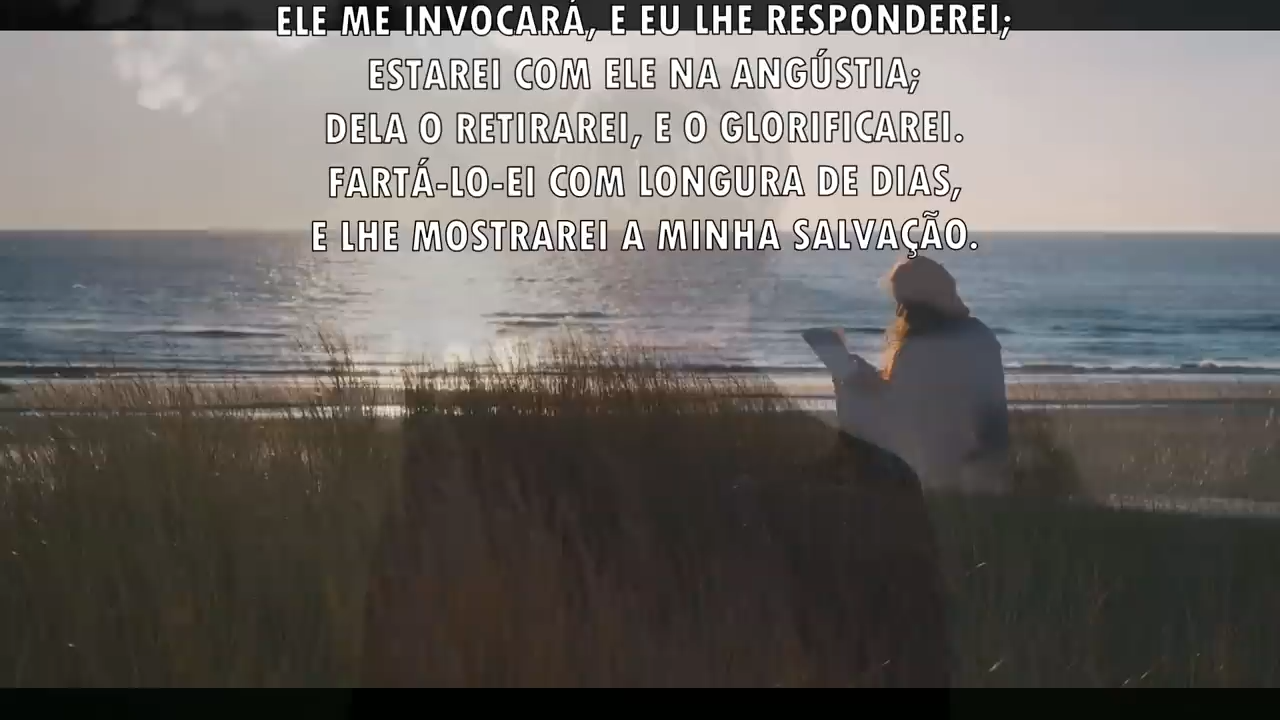 ELE ME INVOCARÁ, E EU LHE RESPONDEREI;
ESTAREI COM ELE NA ANGÚSTIA;
DELA O RETIRAREI, E O GLORIFICAREI.
FARTÁ-LO-EI COM LONGURA DE DIAS,
E LHE MOSTRAREI A MINHA SALVAÇÃO.